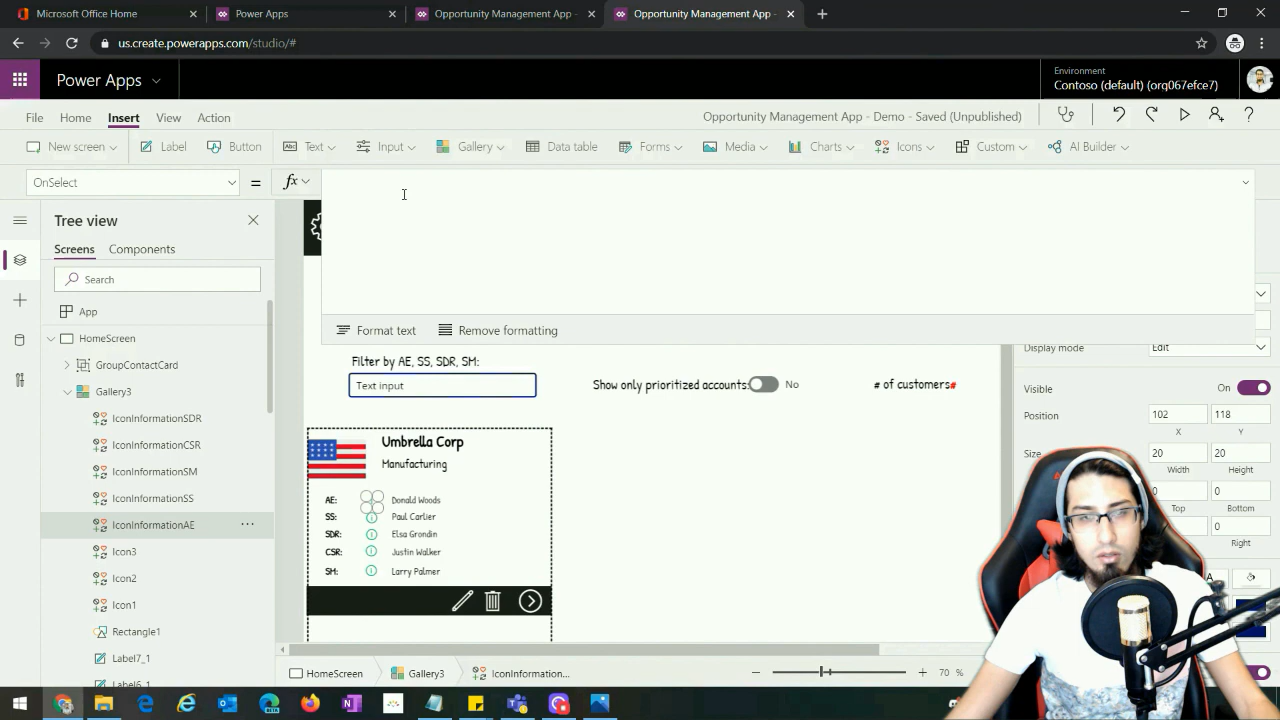 Microsoft Office Home
Power Apps
Opportunity Management App -
Opportunity Management App -
us.create.powerapps.com/studio/#
Power Apps
Environment
Contoso (default) (org067efce7)
File
Home
Insert
View
Action
Opportunity Management App - Demo - Saved (Unpublished)
New screen
Label
Button
Text
Input
Gallery
Data table
Forms
Media
Charts
Icons
Custom
AI Builder
OnSelect
=
fx
Tree view
Screens
Components
Search
App
HomeScreen
GroupContactCard
Gallery3
IconInformationSDR
IconInformationCSR
IconInformationSM
IconInformationSS
IconInformationAE
Icon3
Icon2
Icon1
Rectangle1
Label7_1
Label6_1
Format text
Remove formatting
Filter by AE, SS, SDR, SM:
Text input
Show only prioritized accounts:
No
# of customers#
Umbrella Corp
Manufacturing
AE: Donald Woods
SS: Paul Carlier
SDR: Elsa Grondin
CSR: Justin Walker
SM: Larry Palmer
Display mode
Edit
Visible
On
Position
102
118
X
Y
Size
20
20
Width
Height
0
0
Top
Bottom
0
Right
HomeScreen
Gallery3
IconInformation...
70 %